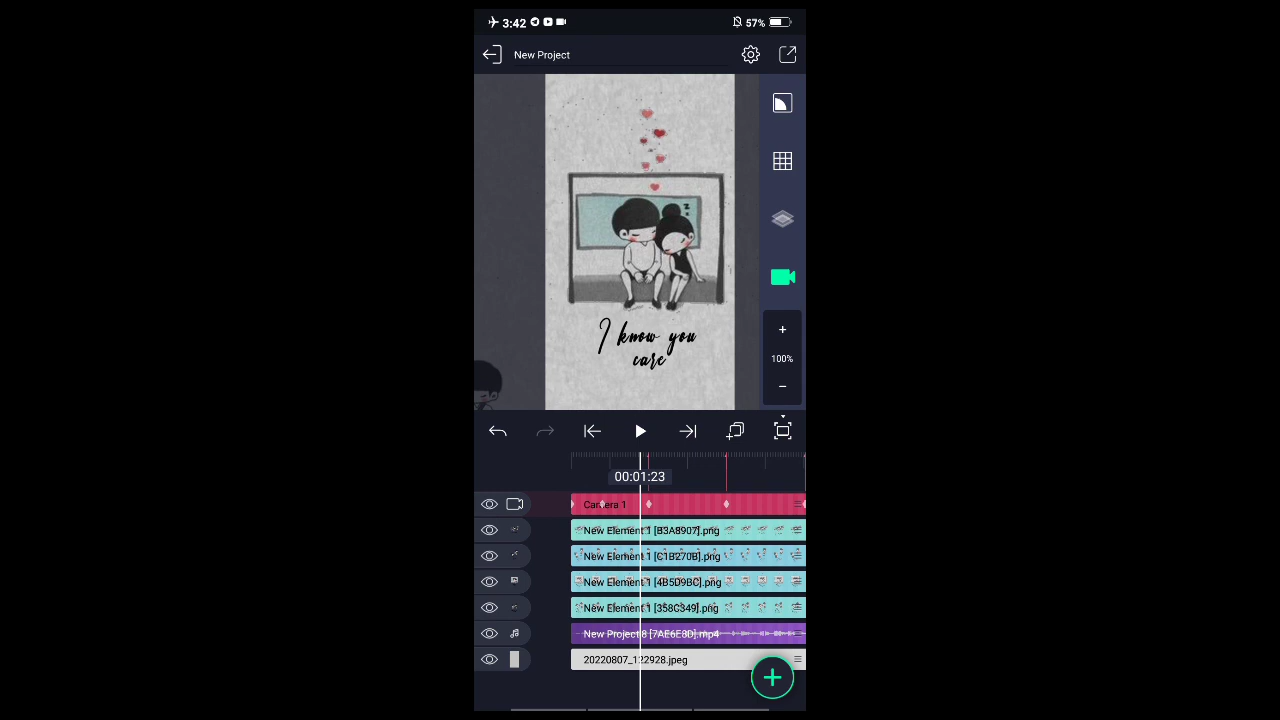 3:42
57%
New Project
z
z
I know you
care
+
100%
−
00:01:23
Camera 1
New Element 1 [B3A8907].png
New Element 1 [C1B270B].png
New Element 1 [4B5D9BC].png
New Element 1 [358C349].png
New Project 8 [7AE6E8D].mp4
20220807_122928.jpeg
+